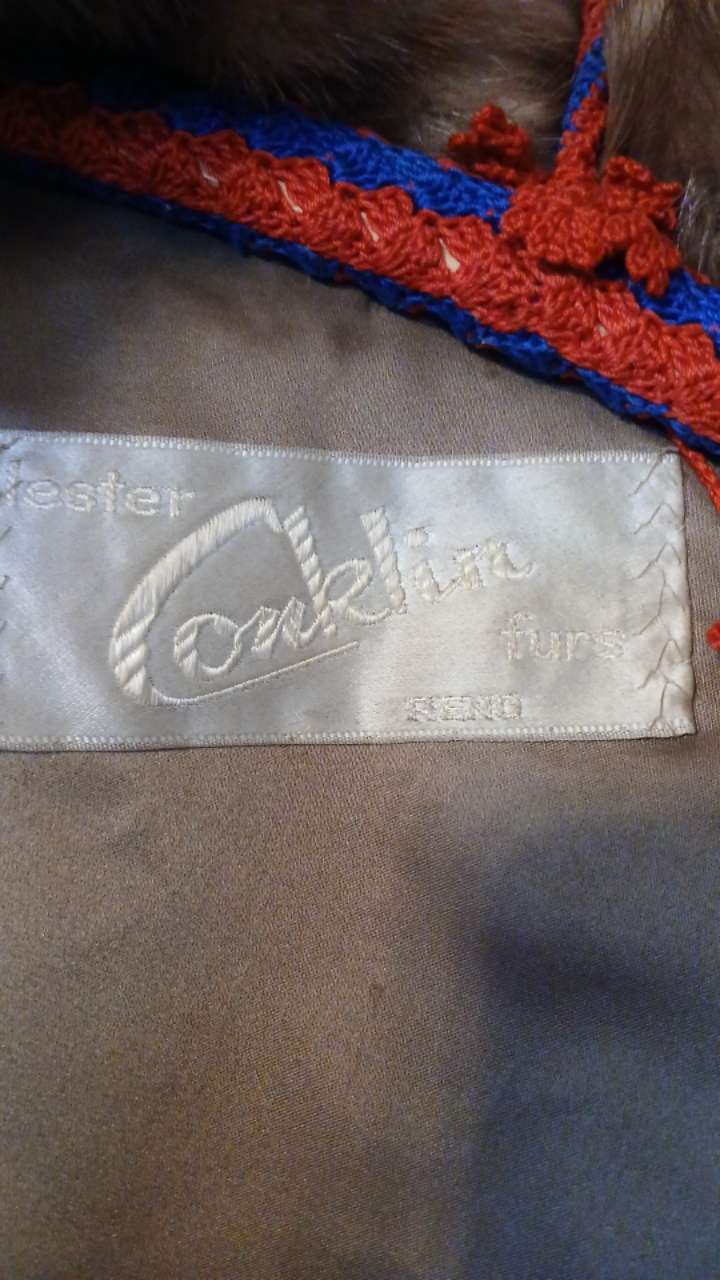 lester
Conklin
furs
RENO